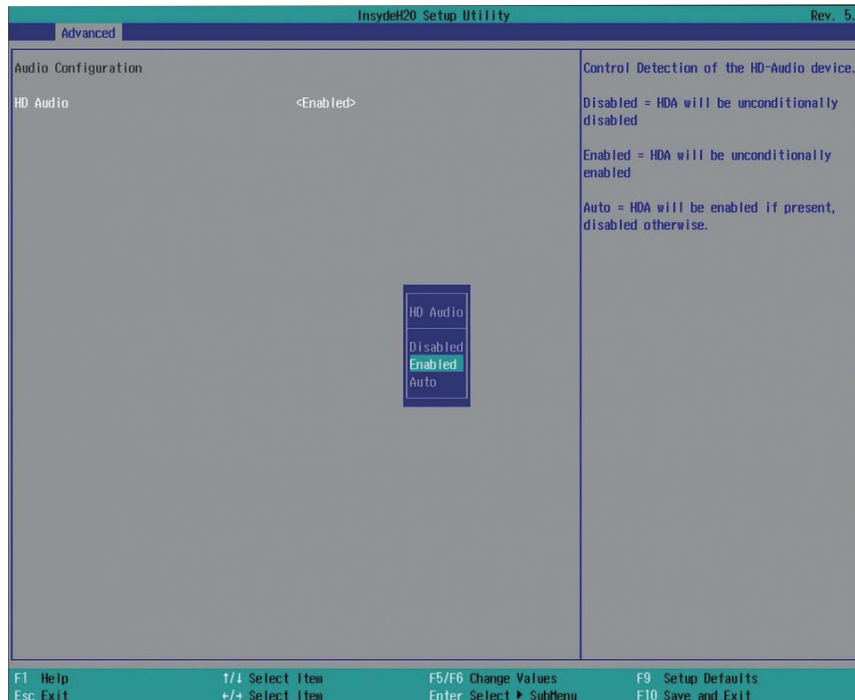 InsydeH20 Setup Utility Rev. 5.
Advanced
Audio Configuration
HD Audio <Enabled>
Control Detection of the HD-Audio device.
Disabled = HDA will be unconditionally
disabled
Enabled = HDA will be unconditionally
enabled
Auto = HDA will be enabled if present,
disabled otherwise.
HD Audio
Disabled
Enabled
Auto
F1 Help ↑/↓ Select Item F5/F6 Change Values F9 Setup Defaults
Esc Exit ←/→ Select Item Enter Select ▶ SubMenu F10 Save and Exit